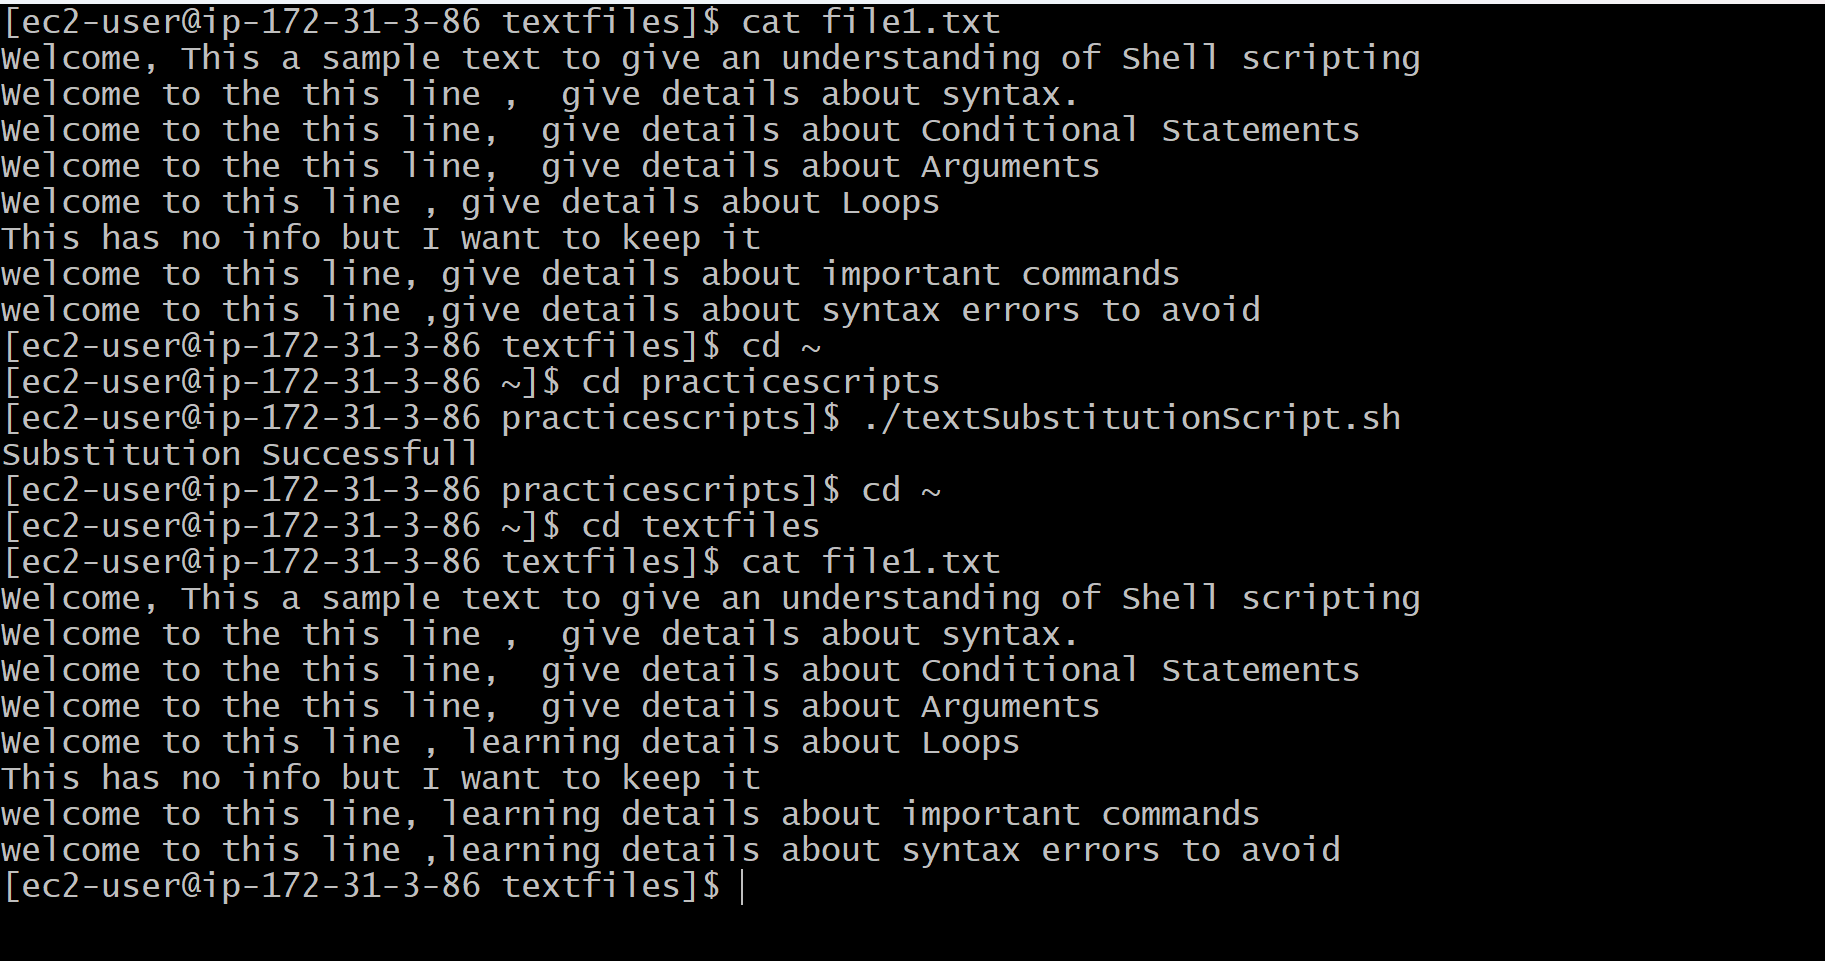 [ec2-user@ip-172-31-3-86 textfiles]$ cat file1.txt
Welcome, This a sample text to give an understanding of Shell scripting
Welcome to the this line ,  give details about syntax.
Welcome to the this line,  give details about Conditional Statements
Welcome to the this line,  give details about Arguments
Welcome to this line , give details about Loops
This has no info but I want to keep it
welcome to this line, give details about important commands
welcome to this line ,give details about syntax errors to avoid
[ec2-user@ip-172-31-3-86 textfiles]$ cd ~
[ec2-user@ip-172-31-3-86 ~]$ cd practicescripts
[ec2-user@ip-172-31-3-86 practicescripts]$ ./textSubstitutionScript.sh
Substitution Successfull
[ec2-user@ip-172-31-3-86 practicescripts]$ cd ~
[ec2-user@ip-172-31-3-86 ~]$ cd textfiles
[ec2-user@ip-172-31-3-86 textfiles]$ cat file1.txt
Welcome, This a sample text to give an understanding of Shell scripting
Welcome to the this line ,  give details about syntax.
Welcome to the this line,  give details about Conditional Statements
Welcome to the this line,  give details about Arguments
Welcome to this line , learning details about Loops
This has no info but I want to keep it
welcome to this line, learning details about important commands
welcome to this line ,learning details about syntax errors to avoid
[ec2-user@ip-172-31-3-86 textfiles]$